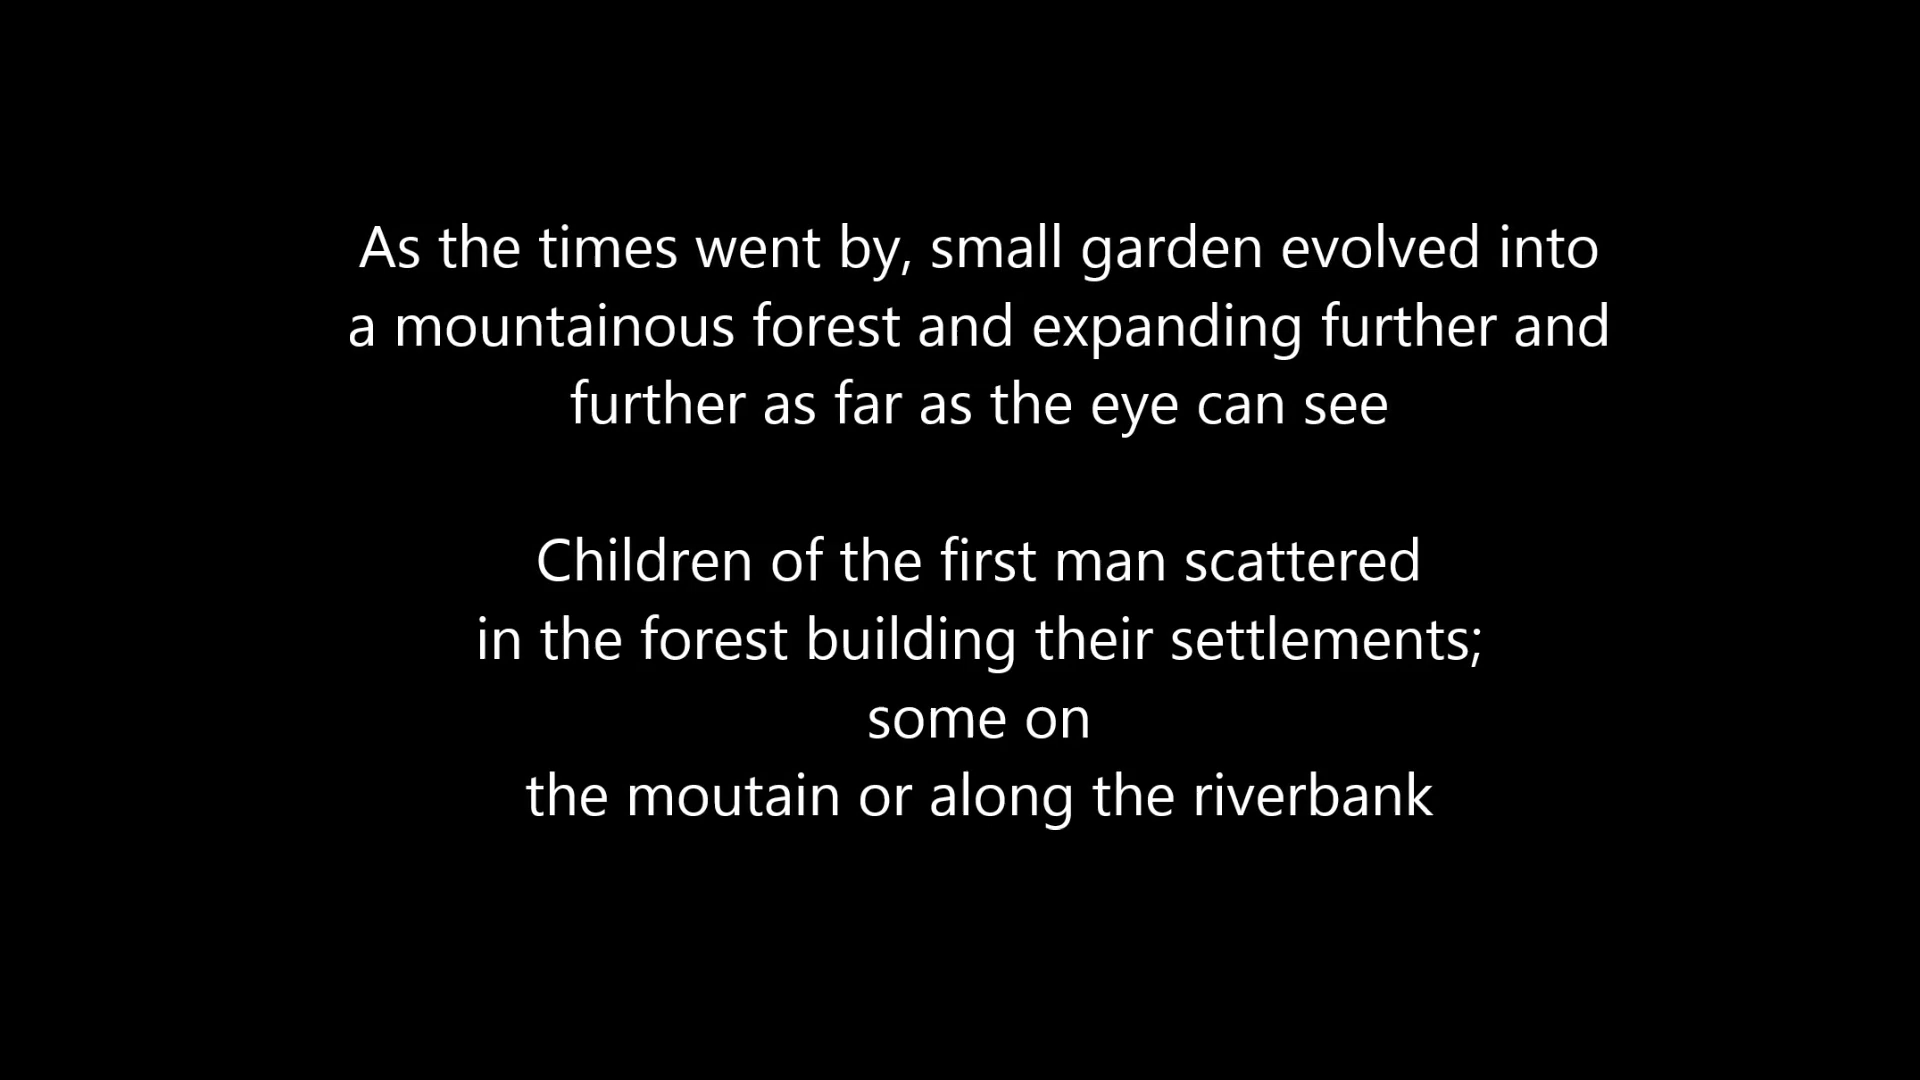 As the times went by, small garden evolved into
a mountainous forest and expanding further and
further as far as the eye can see
Children of the first man scattered
in the forest building their settlements;
some on
the moutain or along the riverbank